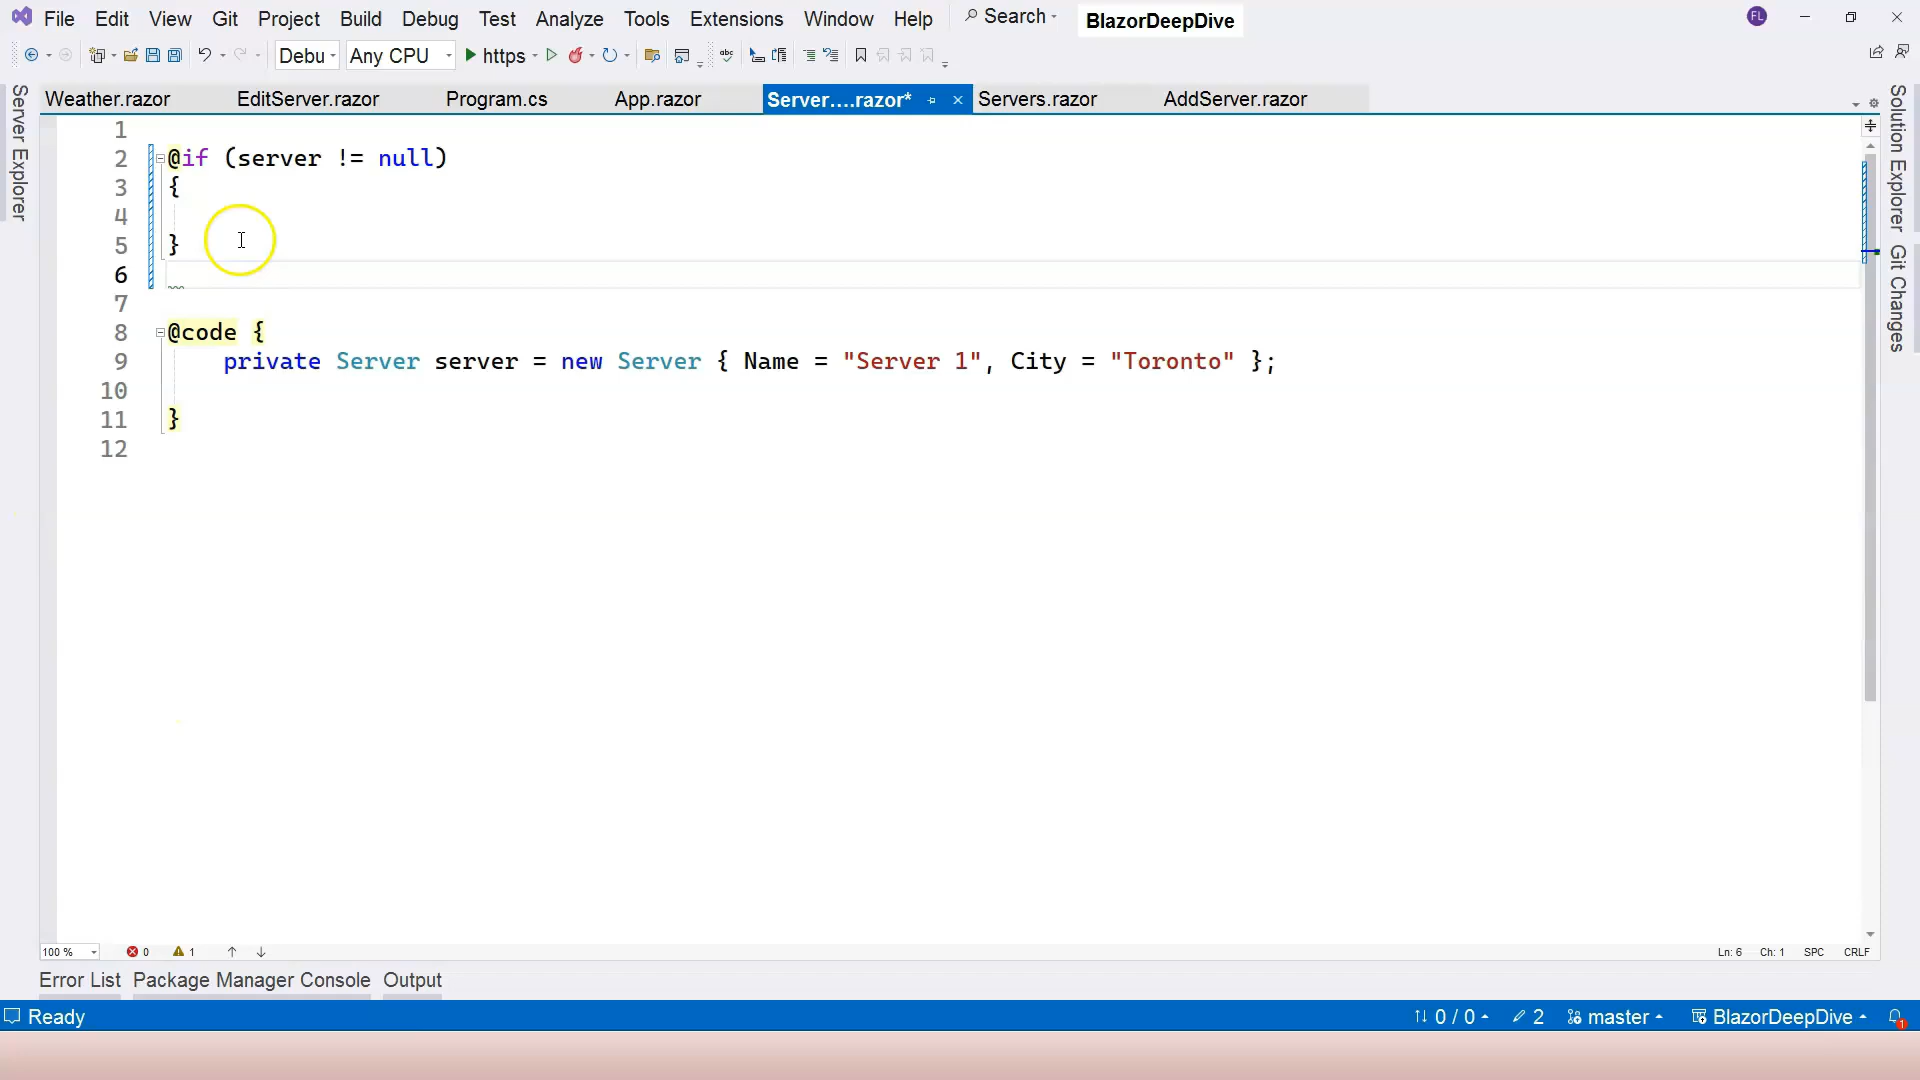 File Edit View Git Project Build Debug Test Analyze Tools Extensions Window Help Search BlazorDeepDive FL
Debu Any CPU https abc
Weather.razor EditServer.razor Program.cs App.razor Server....razor* Servers.razor AddServer.razor
Server Explorer
Solution Explorer
Git Changes
1
2 @if (server != null)
3 {
4
5 }
6
7
8 @code {
9 private Server server = new Server { Name = "Server 1", City = "Toronto" };
10
11 }
12
100 % 0 1 Ln: 6 Ch: 1 SPC CRLF
Error List Package Manager Console Output
Ready 0 / 0 2 master BlazorDeepDive 1